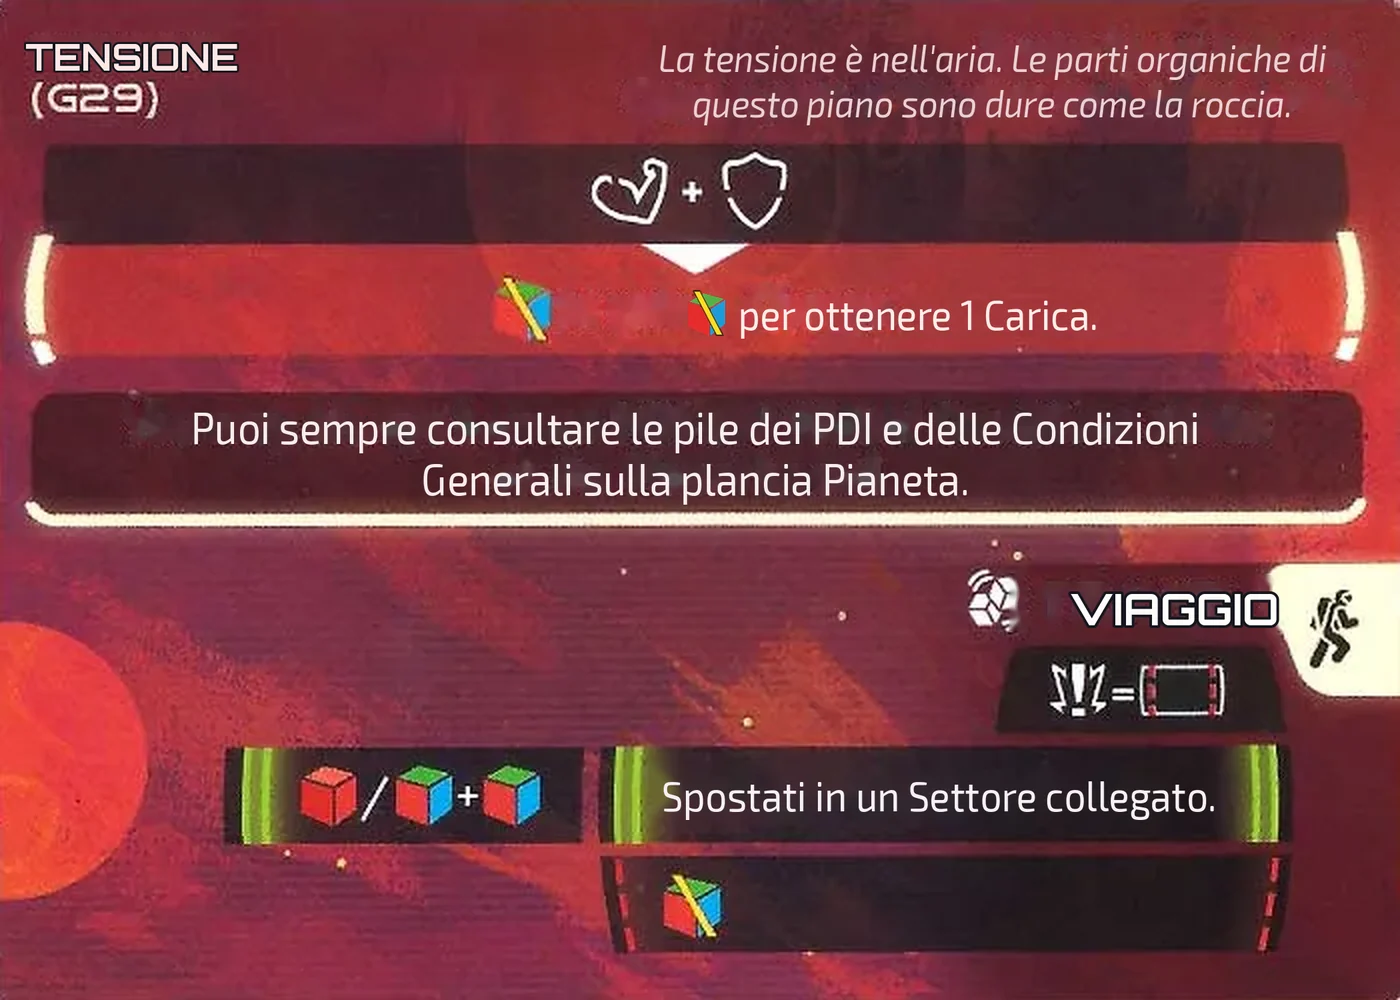 TENSIONE
(G29)
La tensione è nell'aria. Le parti organiche di
questo piano sono dure come la roccia.
+
per ottenere 1 Carica.
Puoi sempre consultare le pile dei PDI e delle Condizioni
Generali sulla plancia Pianeta.
VIAGGIO
! =
/ +
Spostati in un Settore collegato.